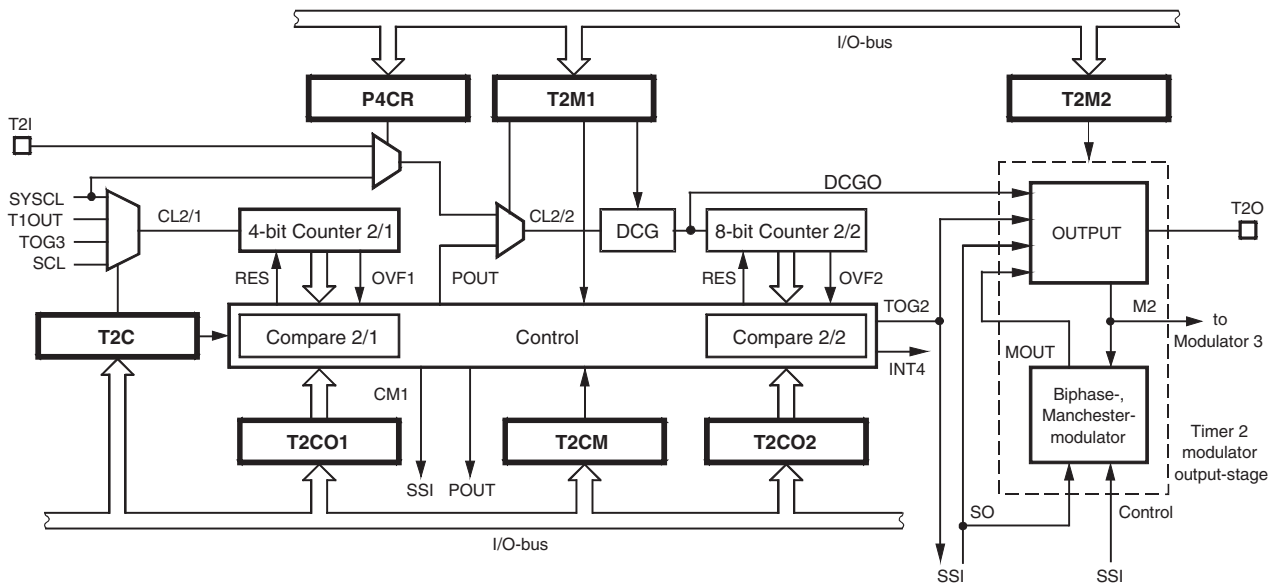 I/O-bus
P4CR
T2M1
T2M2
T2I
SYSCL
T1OUT
TOG3
SCL
CL2/1
4-bit Counter 2/1
CL2/2
DCG
8-bit Counter 2/2
DCGO
OUTPUT
T2O
RES
OVF1
POUT
RES
OVF2
TOG2
M2
to
Modulator 3
T2C
Compare 2/1
Control
Compare 2/2
INT4
MOUT
CM1
Biphase-,
Manchester-
modulator
T2CO1
T2CM
T2CO2
Timer 2
modulator
output-stage
SSI
POUT
SO
Control
I/O-bus
SSI
SSI